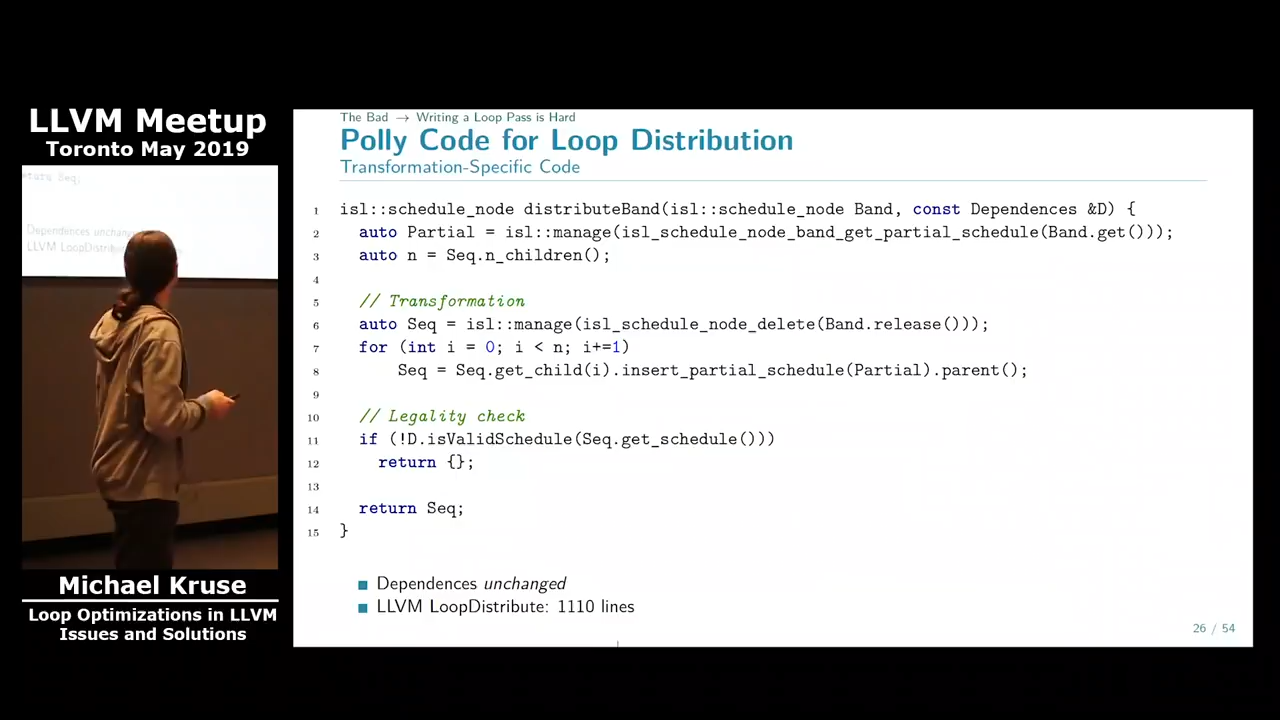 LLVM Meetup
Toronto May 2019
Dependences unchange
LLVM LoopDistribu
Michael Kruse
Loop Optimizations in LLVM
Issues and Solutions
The Bad → Writing a Loop Pass is Hard
Polly Code for Loop Distribution
Transformation-Specific Code
1 isl::schedule_node distributeBand(isl::schedule_node Band, const Dependences &D) {
2 auto Partial = isl::manage(isl_schedule_node_band_get_partial_schedule(Band.get()));
3 auto n = Seq.n_children();
4
5 // Transformation
6 auto Seq = isl::manage(isl_schedule_node_delete(Band.release()));
7 for (int i = 0; i < n; i+=1)
8 Seq = Seq.get_child(i).insert_partial_schedule(Partial).parent();
9
10 // Legality check
11 if (!D.isValidSchedule(Seq.get_schedule()))
12 return {};
13
14 return Seq;
15 }
Dependences unchanged
LLVM LoopDistribute: 1110 lines
26 / 54